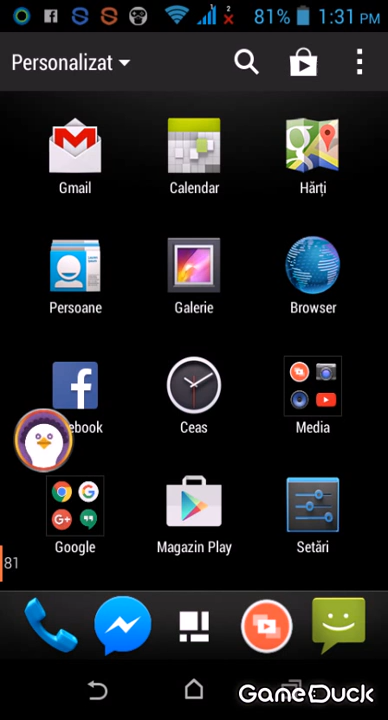 81% 1:31 PM
Personalizat
Gmail Calendar Hărți
Persoane Galerie Browser
ebook Ceas Media
Google Magazin Play Setări
81
GAMEDUCK